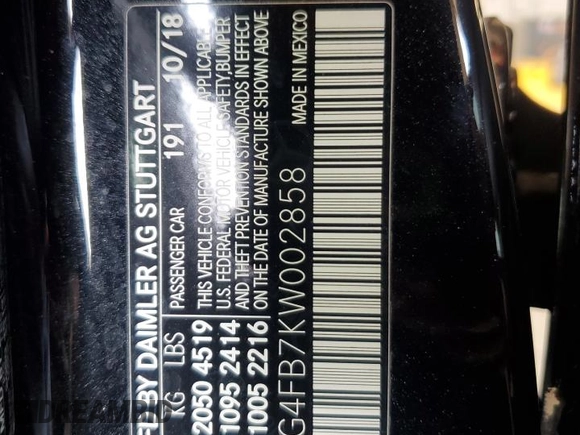 BY DAIMLER AG STUTTGART
KG LBS 191 10/18
PASSENGER CAR
2050 4519 THIS VEHICLE CONFORMS TO ALL APPLICABLE
U.S. FEDERAL MOTOR VEHICLE SAFETY, BUMPER
1095 2414 AND THEFT PREVENTION STANDARDS IN EFFECT
1005 2216 ON THE DATE OF MANUFACTURE SHOWN ABOVE
G4FB7KW002858 MADE IN MEXICO